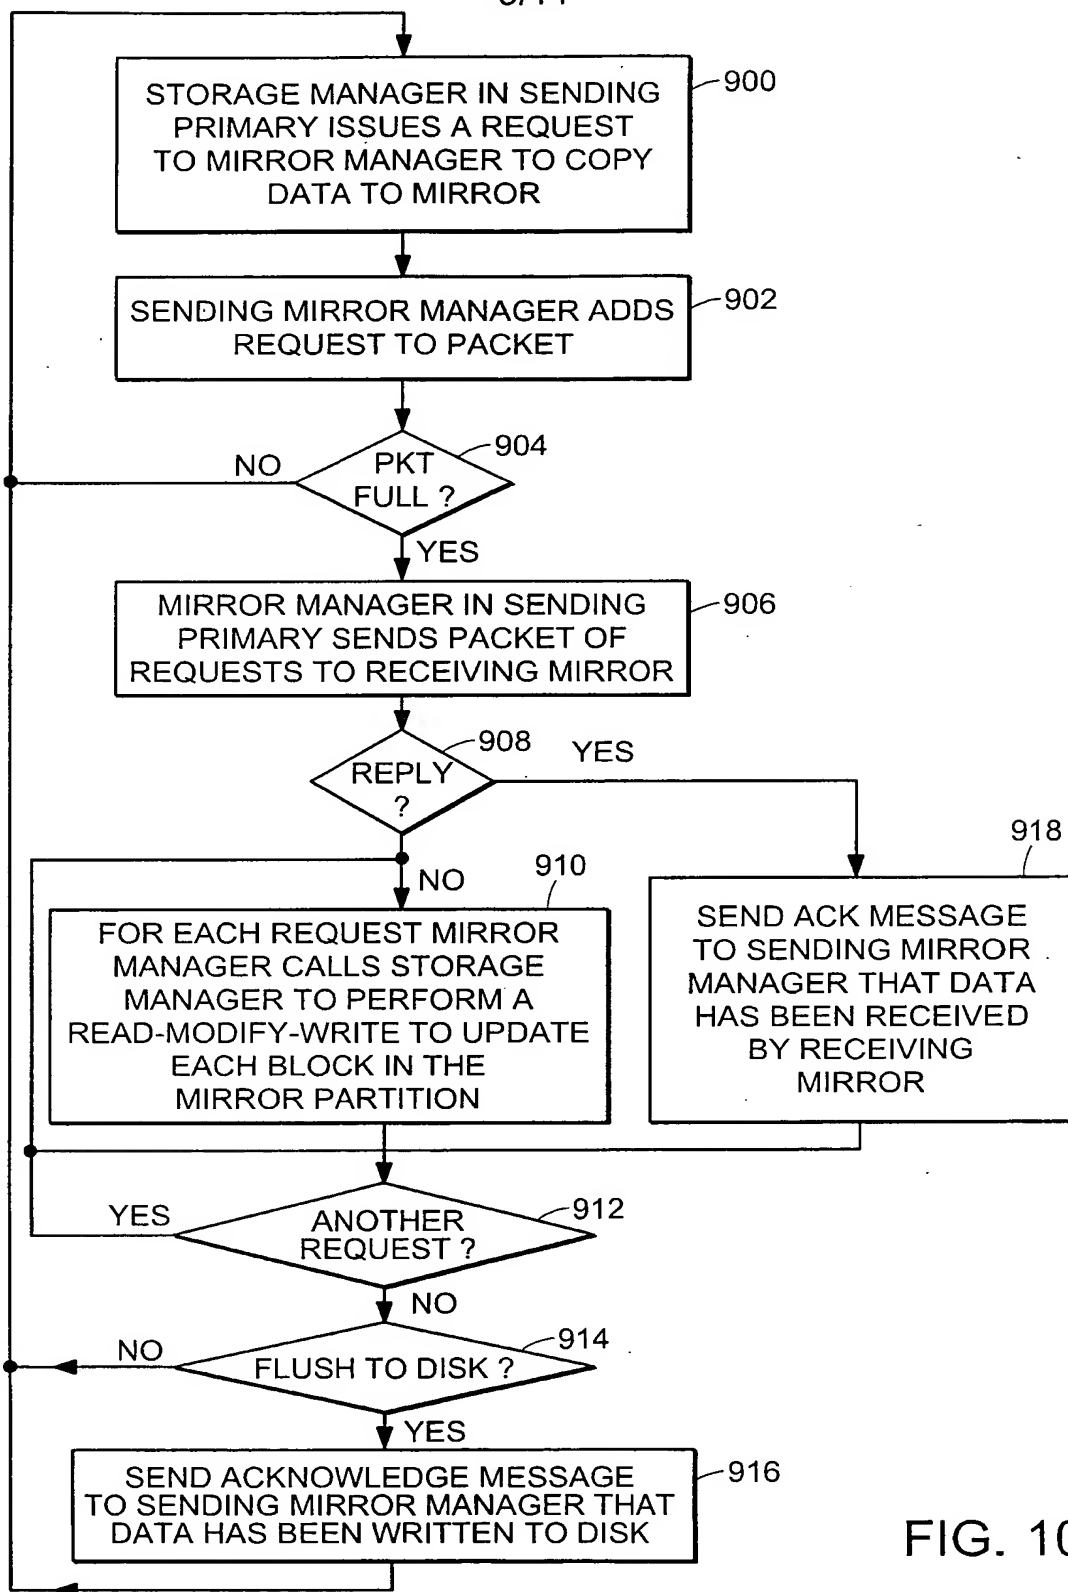 STORAGE MANAGER IN SENDING
PRIMARY ISSUES A REQUEST
TO MIRROR MANAGER TO COPY
DATA TO MIRROR
900
SENDING MIRROR MANAGER ADDS
REQUEST TO PACKET
902
PKT
FULL ?
904
NO
YES
MIRROR MANAGER IN SENDING
PRIMARY SENDS PACKET OF
REQUESTS TO RECEIVING MIRROR
906
REPLY
?
908
YES
NO
910
FOR EACH REQUEST MIRROR
MANAGER CALLS STORAGE
MANAGER TO PERFORM A
READ-MODIFY-WRITE TO UPDATE
EACH BLOCK IN THE
MIRROR PARTITION
918
SEND ACK MESSAGE
TO SENDING MIRROR
MANAGER THAT DATA
HAS BEEN RECEIVED
BY RECEIVING
MIRROR
ANOTHER
REQUEST ?
912
YES
NO
FLUSH TO DISK ?
914
NO
YES
SEND ACKNOWLEDGE MESSAGE
TO SENDING MIRROR MANAGER THAT
DATA HAS BEEN WRITTEN TO DISK
916
FIG. 10